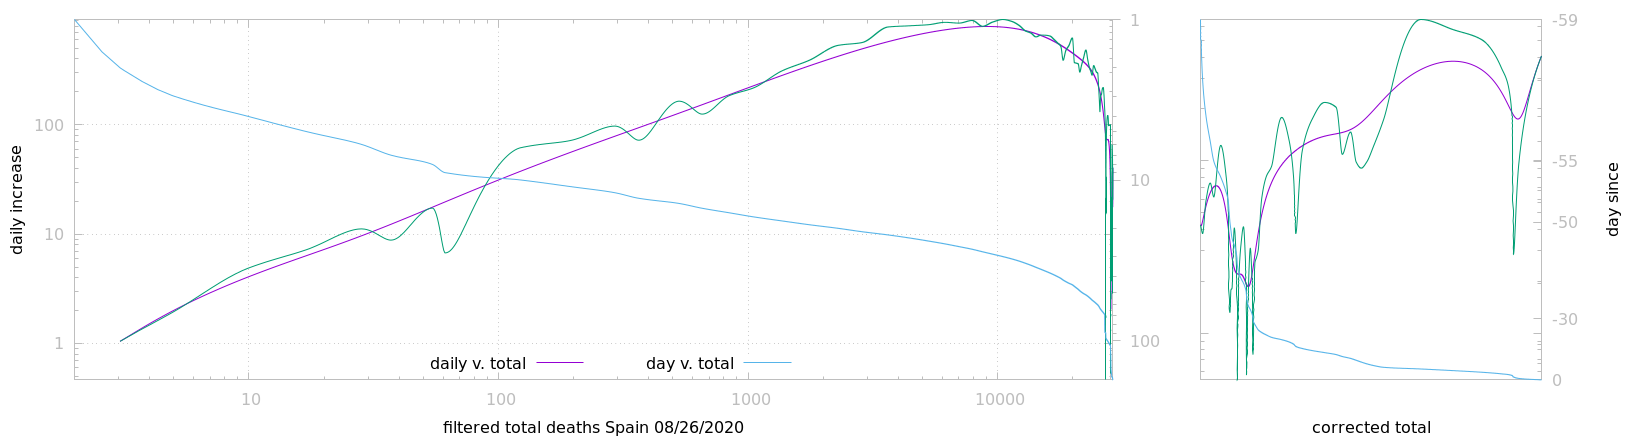 daily increase
100
10
1
10
100
1000
10000
1
10
100
daily v. total
day v. total
filtered total deaths Spain 08/26/2020
-59
-55
-50
-30
0
day since
corrected total